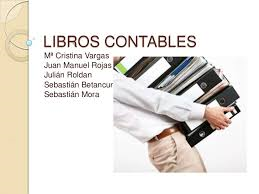 LIBROS CONTABLES
Mª Cristina Vargas
Juan Manuel Rojas
Julián Roldan
Sebastián Betancur
Sebastián Mora